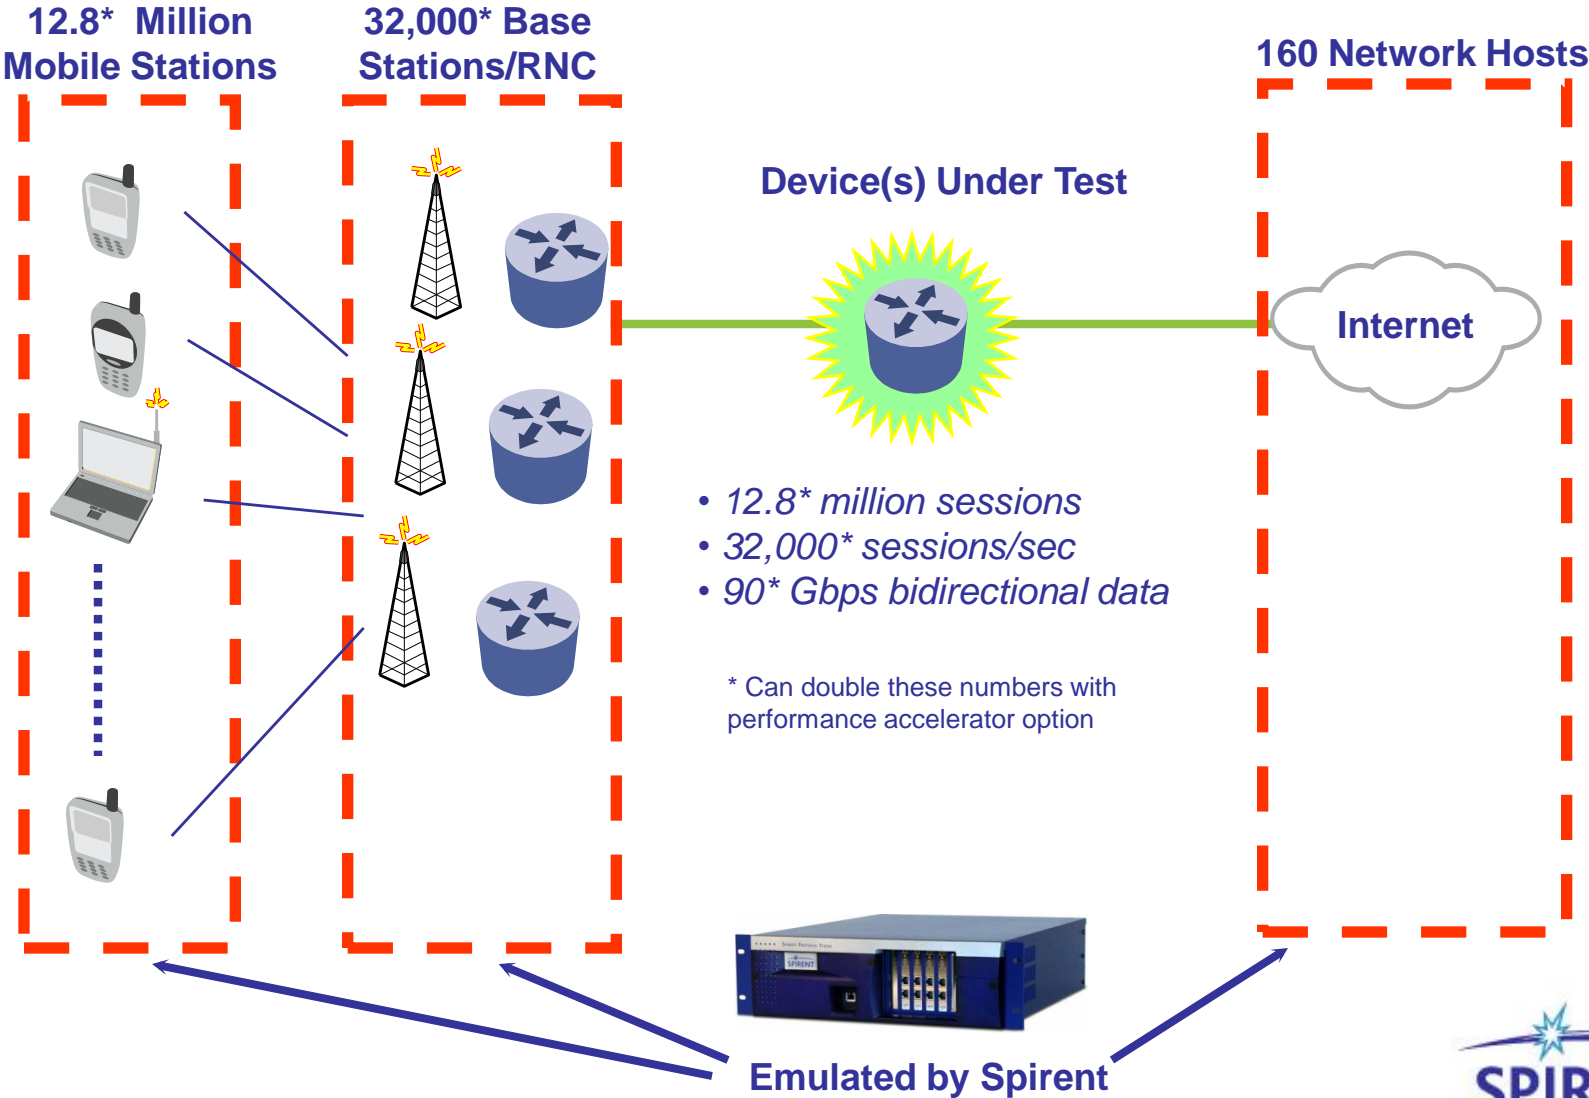 12.8* Million
Mobile Stations
32,000* Base
Stations/RNC
160 Network Hosts
Device(s) Under Test
Internet
• 12.8* million sessions
• 32,000* sessions/sec
• 90* Gbps bidirectional data
* Can double these numbers with
performance accelerator option
SPIRENT
Emulated by Spirent
SPIR